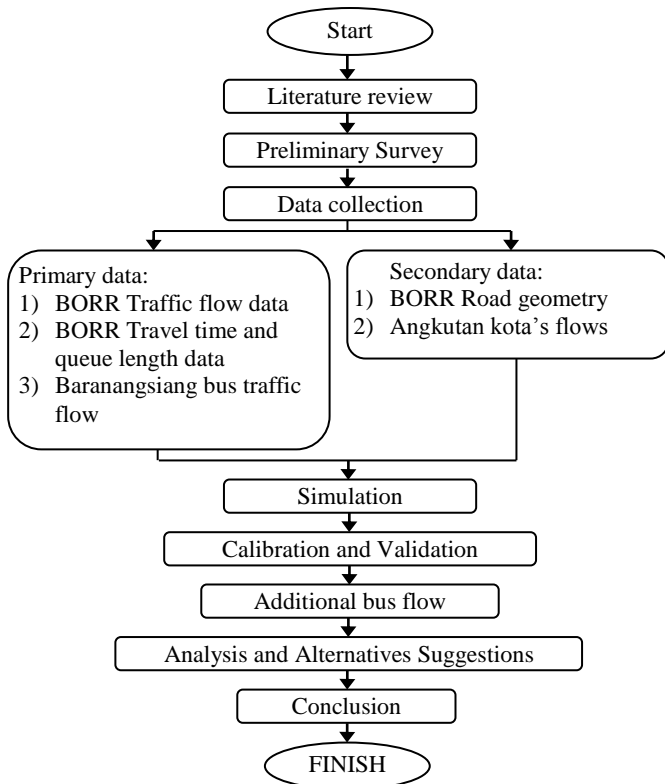 Start
Literature review
Preliminary Survey
Data collection
Primary data:
1) BORR Traffic flow data
2) BORR Travel time and
queue length data
3) Baranangsiang bus traffic
flow
Secondary data:
1) BORR Road geometry
2) Angkutan kota’s flows
Simulation
Calibration and Validation
Additional bus flow
Analysis and Alternatives Suggestions
Conclusion
FINISH